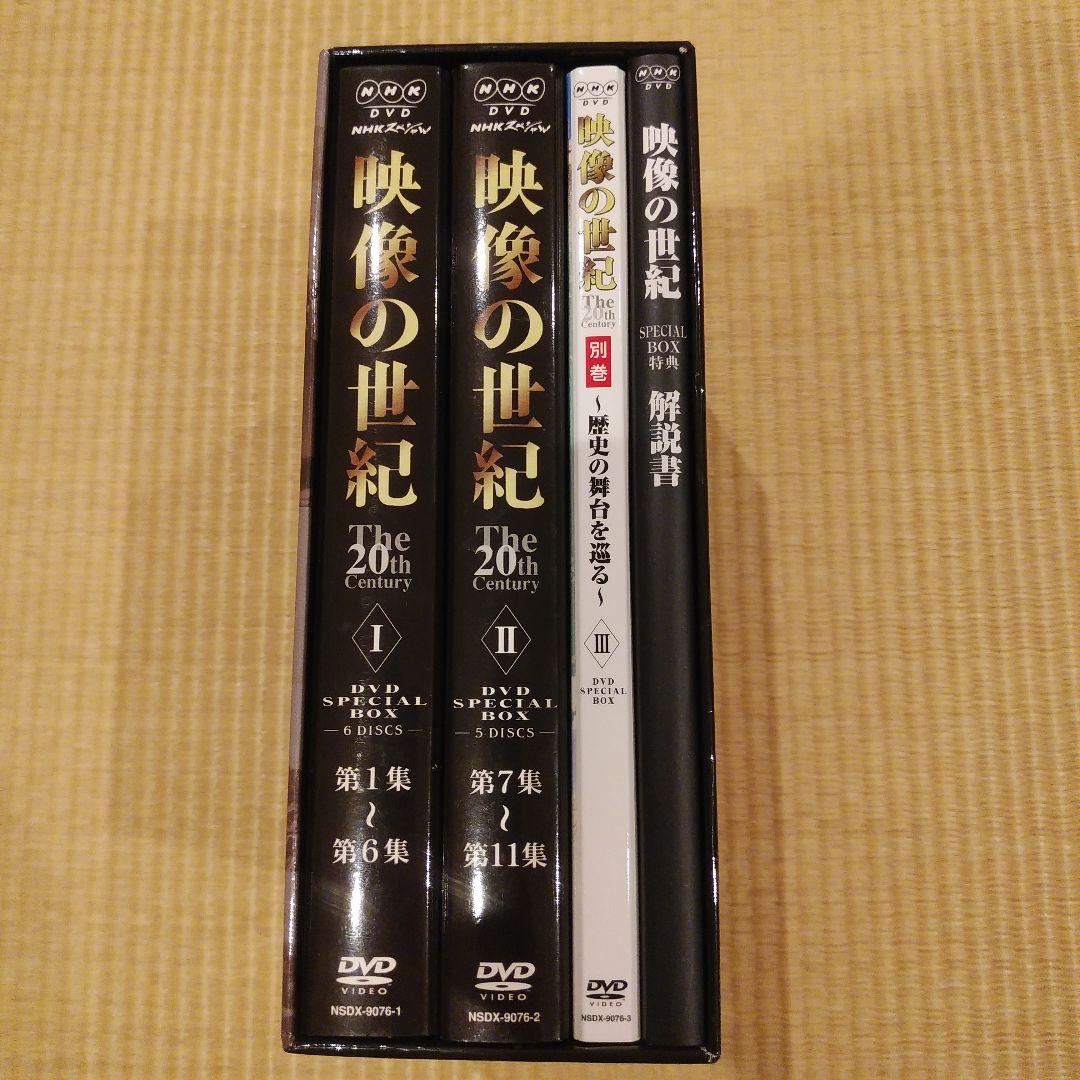 NHK
DVD
NHKスペシャル
映像の世紀
The
20th
Century
I
DVD
SPECIAL
BOX
6 DISCS
第1集
~
第6集
DVD
VIDEO
NSDX-9076-1
NHK
DVD
NHKスペシャル
映像の世紀
The
20th
Century
II
DVD
SPECIAL
BOX
5 DISCS
第7集
~
第11集
DVD
VIDEO
NSDX-9076-2
NHK
DVD
映像の世紀
The
20th
Century
別巻
~歴史の舞台を巡る~
III
DVD
SPECIAL
BOX
DVD
VIDEO
NSDX-9076-3
NHK
DVD
映像の世紀
SPECIAL
BOX
特典
解説書